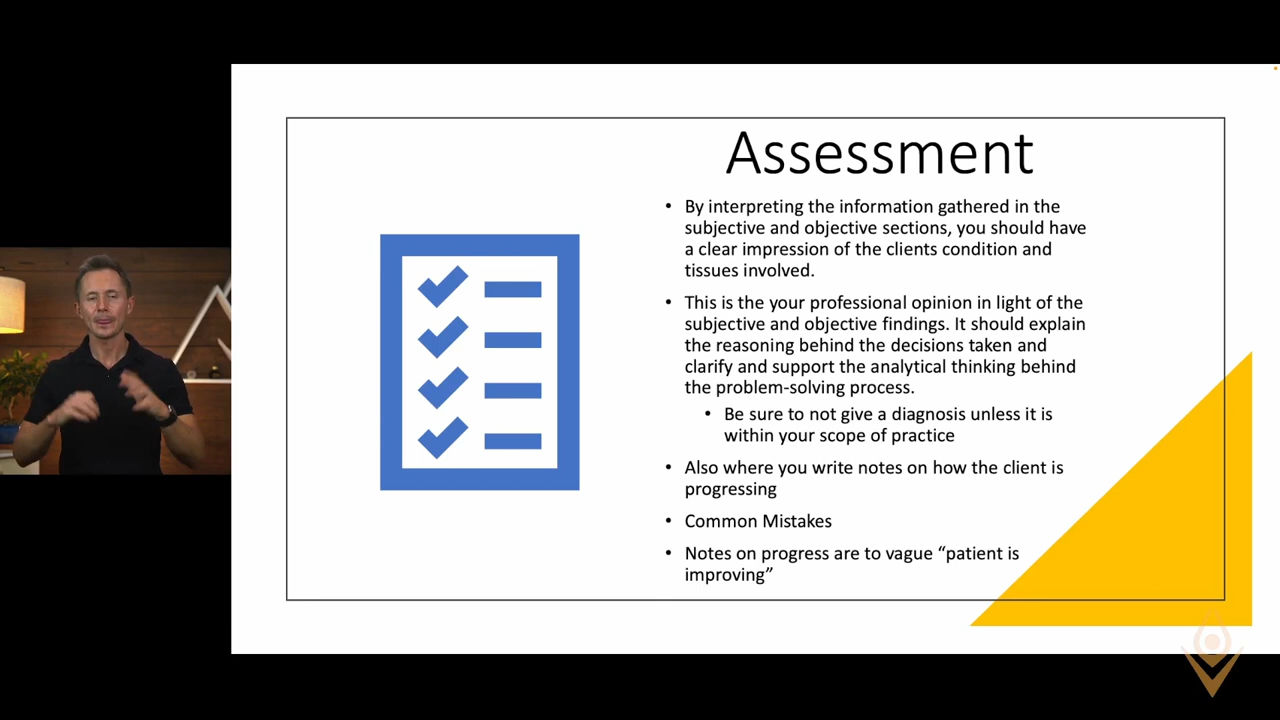 Assessment
• By interpreting the information gathered in the
subjective and objective sections, you should have
a clear impression of the clients condition and
tissues involved.
• This is the your professional opinion in light of the
subjective and objective findings. It should explain
the reasoning behind the decisions taken and
clarify and support the analytical thinking behind
the problem-solving process.
• Be sure to not give a diagnosis unless it is
within your scope of practice
• Also where you write notes on how the client is
progressing
• Common Mistakes
• Notes on progress are to vague “patient is
improving”